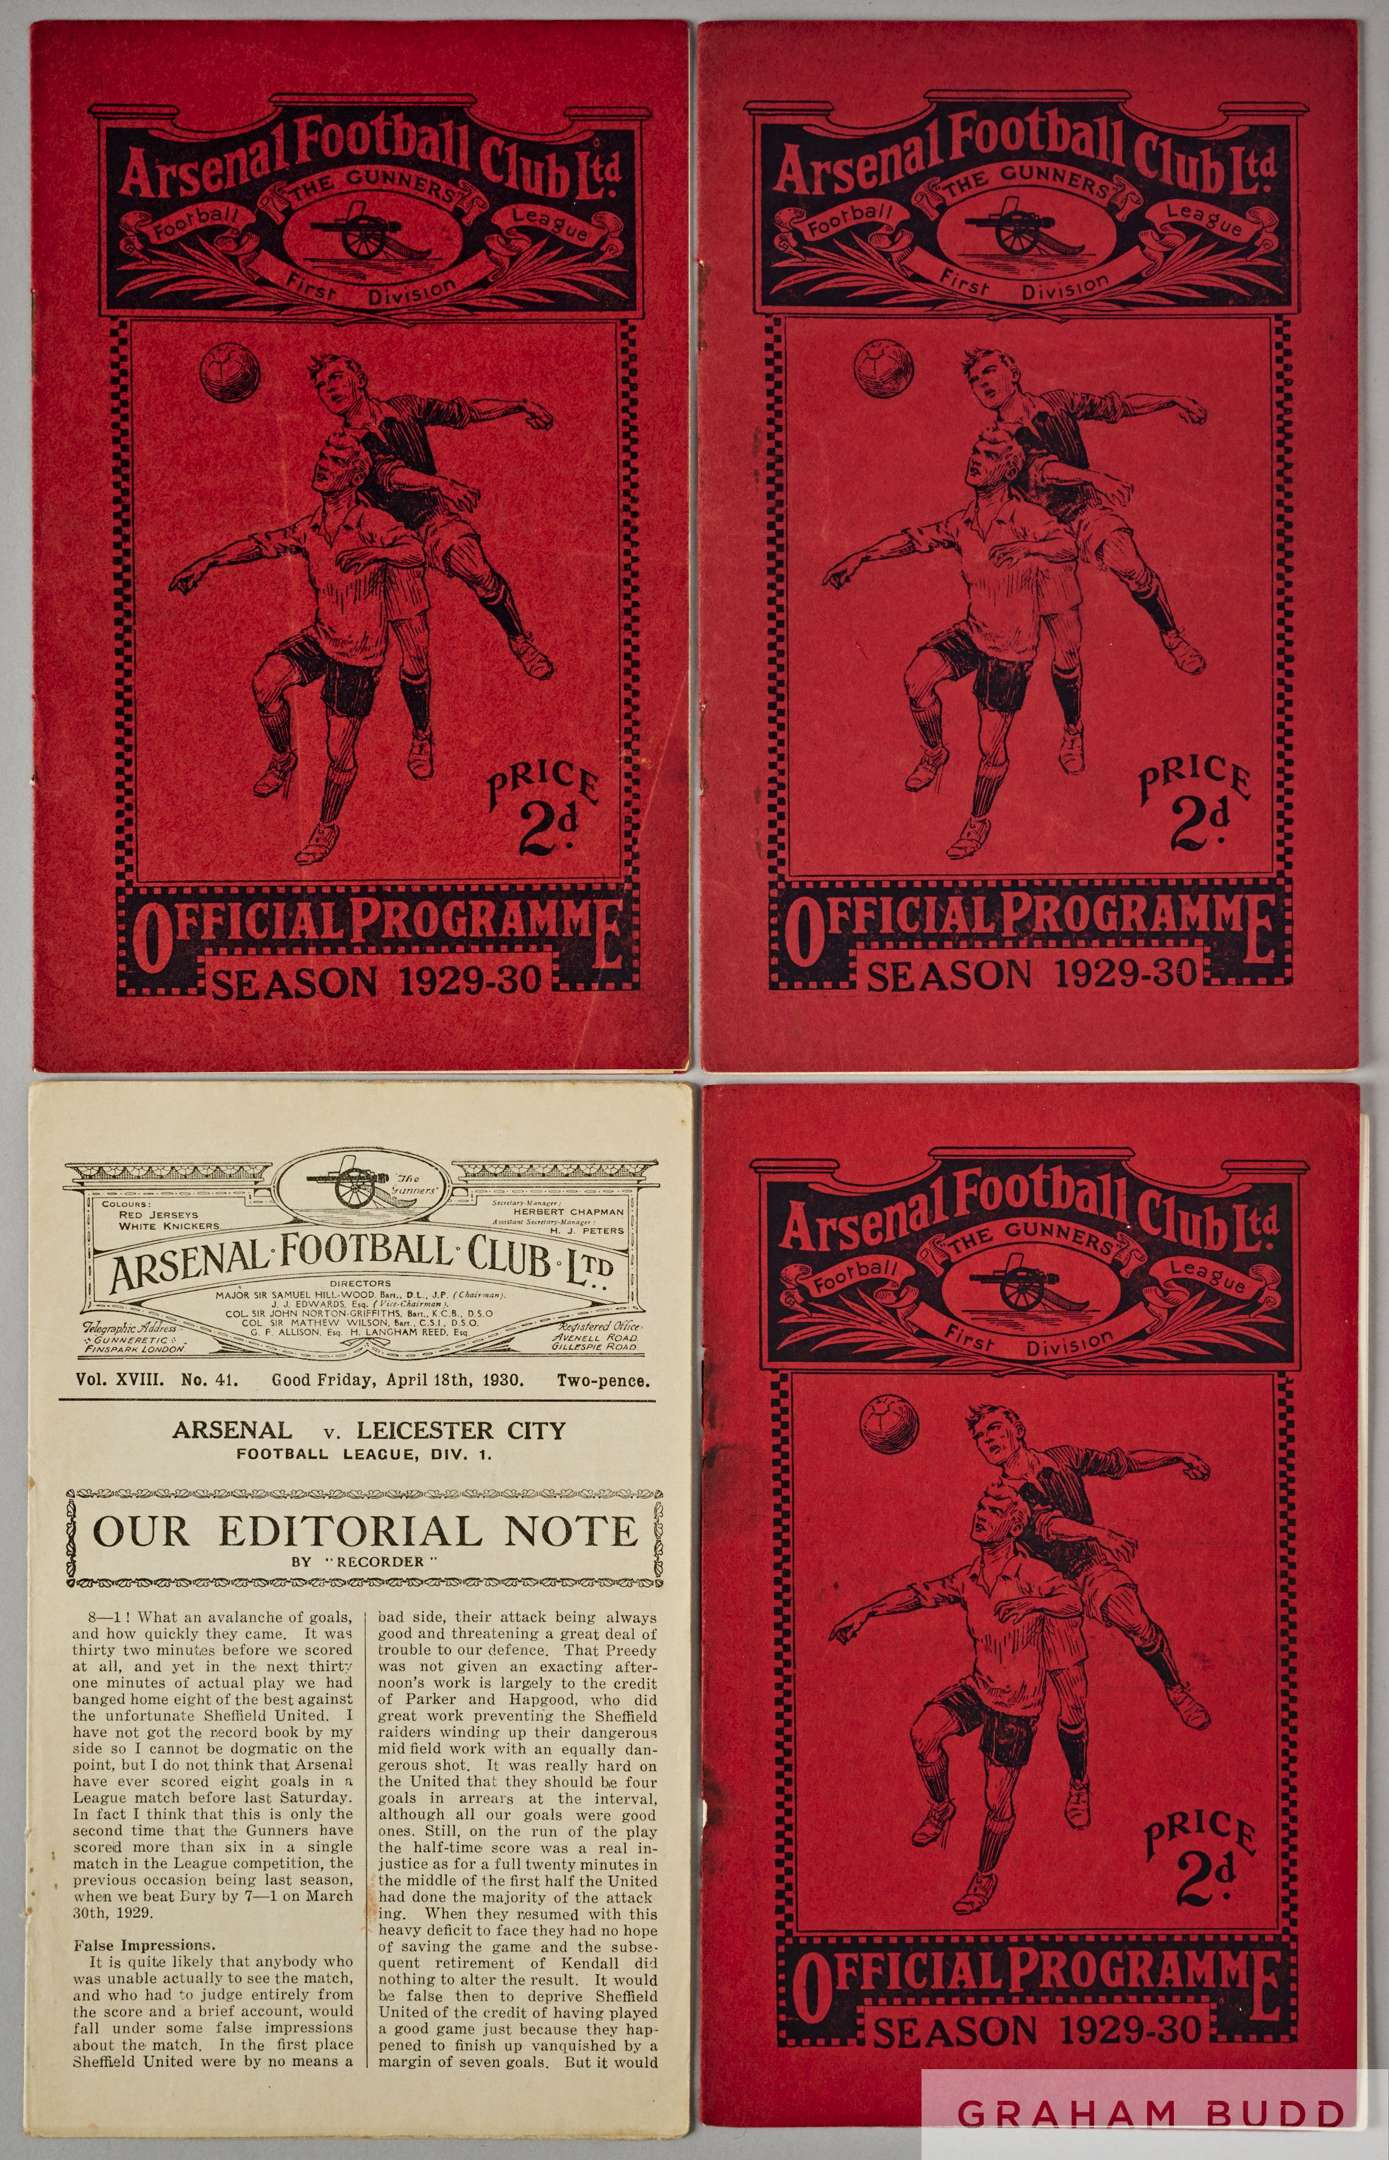 Arsenal Football Club Ltd.
THE GUNNERS
Football League
First Division
PRICE
2d.
OFFICIAL PROGRAMME
SEASON 1929-30
Arsenal Football Club Ltd.
THE GUNNERS
Football League
First Division
PRICE
2d.
OFFICIAL PROGRAMME
SEASON 1929-30
"The Gunners"
COLOURS:
RED JERSEYS
WHITE KNICKERS
Secretary-Manager:
HERBERT CHAPMAN
Assistant Secretary-Manager:
H. J. PETERS
ARSENAL · FOOTBALL · CLUB · LTD
DIRECTORS
MAJOR SIR SAMUEL HILL-WOOD, Bart., D.L., J.P. (Chairman).
J. J. EDWARDS, Esq. (Vice-Chairman).
COL. SIR JOHN NORTON-GRIFFITHS, Bart., K.C.B., D.S.O
COL. SIR MATHEW WILSON, Bart., C.S.I., D.S.O.
G. F. ALLISON, Esq. H. LANGHAM REED, Esq.
Telegraphic Address
GUNNERETIC
FINSPARK LONDON
Registered Office
AVENELL ROAD
GILLESPIE ROAD
Vol. XVIII. No. 41. Good Friday, April 18th, 1930. Two-pence.
ARSENAL v. LEICESTER CITY
FOOTBALL LEAGUE, DIV. 1.
OUR EDITORIAL NOTE
BY "RECORDER"
8—1! What an avalanche of goals,
and how quickly they came. It was
thirty two minutes before we scored
at all, and yet in the next thirty
one minutes of actual play we had
banged home eight of the best against
the unfortunate Sheffield United. I
have not got the record book by my
side so I cannot be dogmatic on the
point, but I do not think that Arsenal
have ever scored eight goals in a
League match before last Saturday.
In fact I think that this is only the
second time that the Gunners have
scored more than six in a single
match in the League competition, the
previous occasion being last season,
when we beat Bury by 7—1 on March
30th, 1929.
False Impressions.
It is quite likely that anybody who
was unable actually to see the match,
and who had to judge entirely from
the score and a brief account, would
fall under some false impressions
about the match. In the first place
Sheffield United were by no means a
bad side, their attack being always
good and threatening a great deal of
trouble to our defence. That Preedy
was not given an exacting after-
noon's work is largely to the credit
of Parker and Hapgood, who did
great work preventing the Sheffield
raiders winding up their dangerous
mid field work with an equally dan-
gerous shot. It was really hard on
the United that they should be four
goals in arrears at the interval,
although all our goals were good
ones. Still, on the run of the play
the half-time score was a real in-
justice as for a full twenty minutes in
the middle of the first half the United
had done the majority of the attack
ing. When they resumed with this
heavy deficit to face they had no hope
of saving the game and the subse-
quent retirement of Kendall did
nothing to alter the result. It would
be false then to deprive Sheffield
United of the credit of having played
a good game just because they hap-
pened to finish up vanquished by a
margin of seven goals. But it would
Arsenal Football Club Ltd.
THE GUNNERS
Football League
First Division
PRICE
2d.
OFFICIAL PROGRAMME
SEASON 1929-30
GRAHAM BUDD